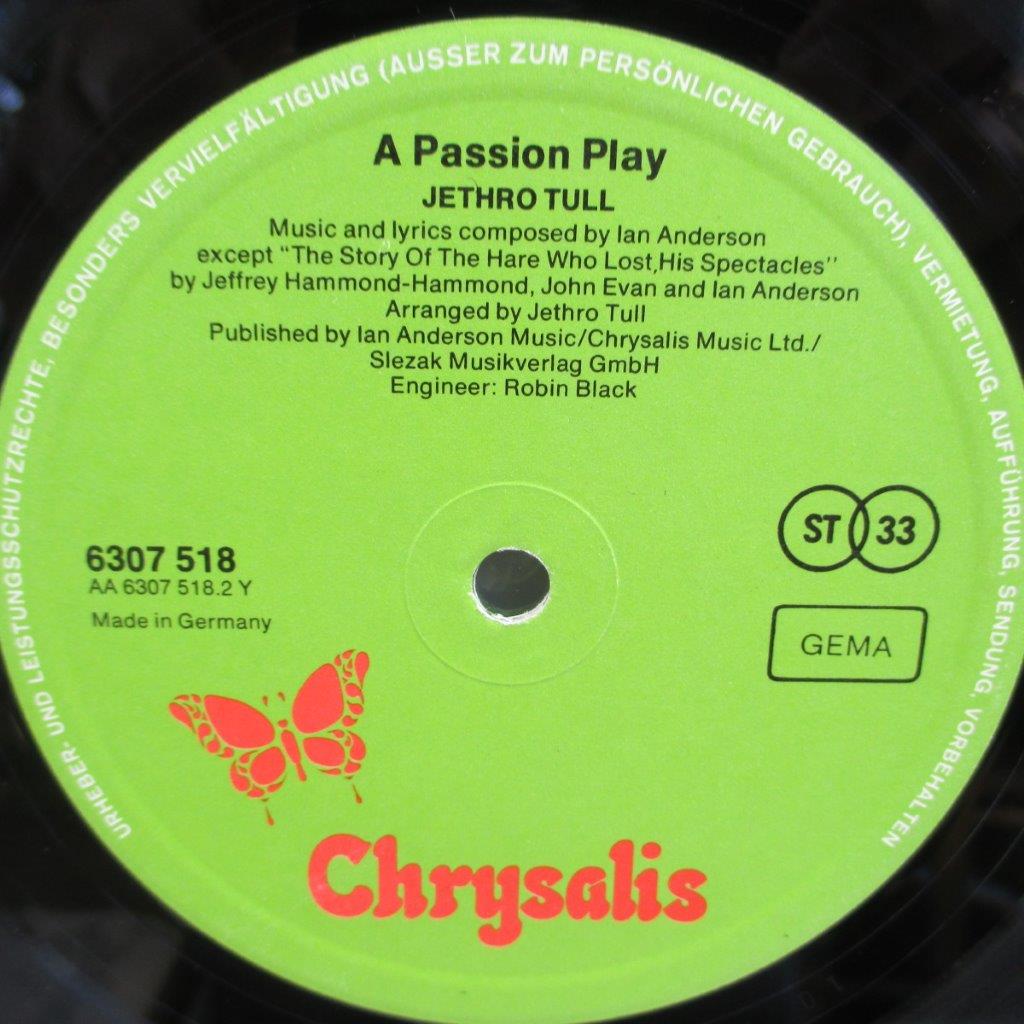 URHEBER. UND LEISTUNGSSCHUTZRECHTE, BESONDERS VERVIELFÄLTIGUNG (AUSSER ZUM PERSÖNLICHEN GEBRAUCH), VERMIETUNG, AUFFÜHRUNG, SENDUNG, VORBEHALTEN
A Passion Play
JETHRO TULL
Music and lyrics composed by Ian Anderson
except "The Story Of The Hare Who Lost,His Spectacles"
by Jeffrey Hammond-Hammond, John Evan and Ian Anderson
Arranged by Jethro Tull
Published by Ian Anderson Music/Chrysalis Music Ltd./
Slezak Musikverlag GmbH
Engineer: Robin Black
6307 518
AA 6307 518.2 Y
Made in Germany
ST 33
GEMA
Chrysalis